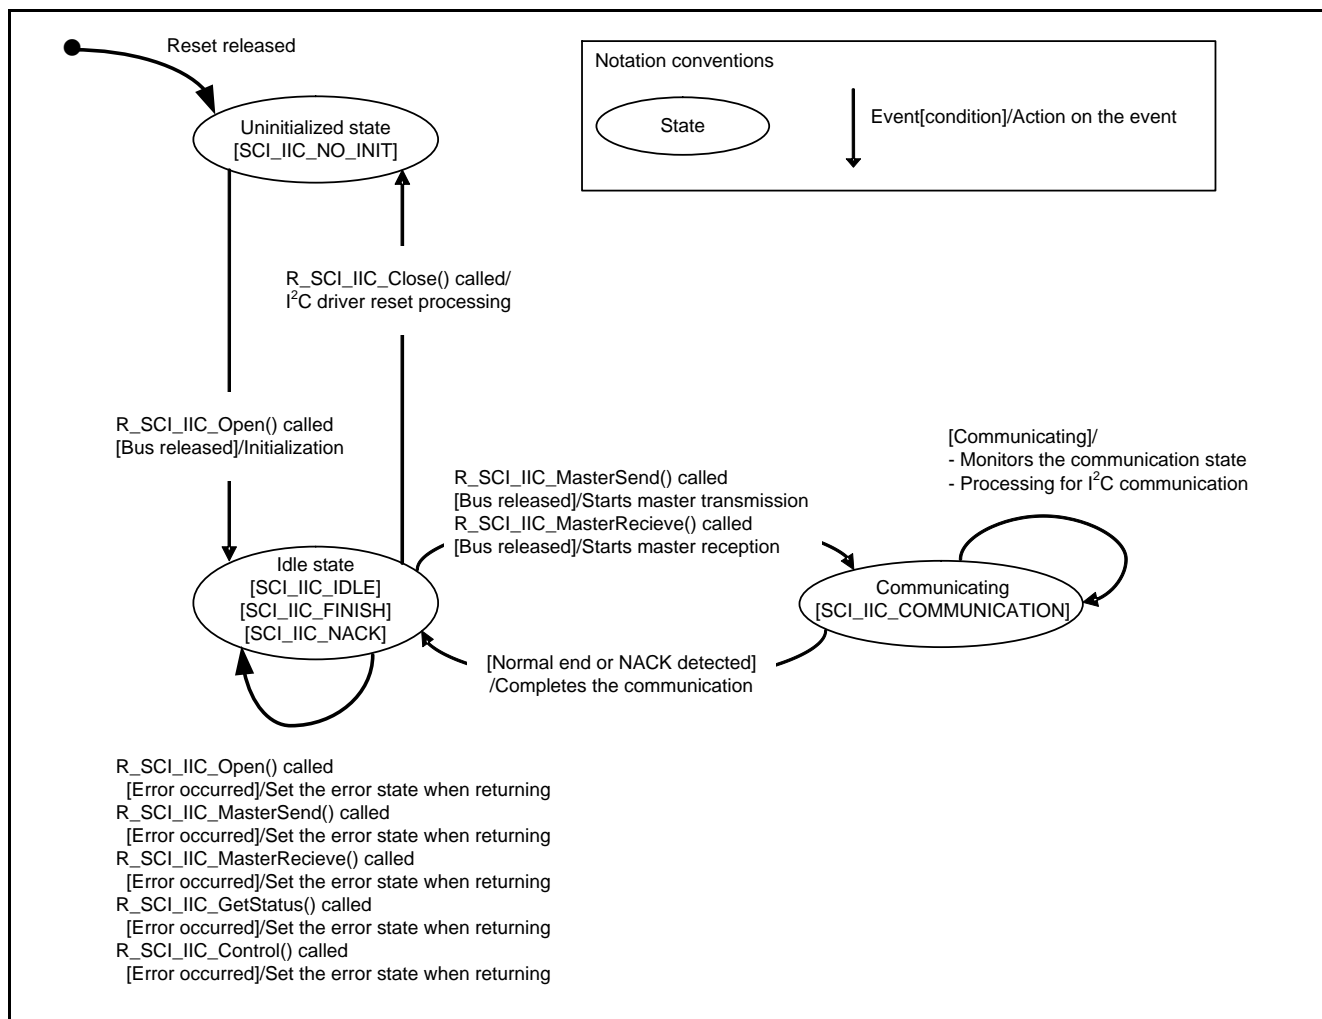 Reset released
Notation conventions
State
Event[condition]/Action on the event
Uninitialized state
[SCI_IIC_NO_INIT]
R_SCI_IIC_Close() called/
I²C driver reset processing
R_SCI_IIC_Open() called
[Bus released]/Initialization
R_SCI_IIC_MasterSend() called
[Bus released]/Starts master transmission
R_SCI_IIC_MasterRecieve() called
[Bus released]/Starts master reception
[Communicating]/
- Monitors the communication state
- Processing for I²C communication
Idle state
[SCI_IIC_IDLE]
[SCI_IIC_FINISH]
[SCI_IIC_NACK]
Communicating
[SCI_IIC_COMMUNICATION]
[Normal end or NACK detected]
/Completes the communication
R_SCI_IIC_Open() called
[Error occurred]/Set the error state when returning
R_SCI_IIC_MasterSend() called
[Error occurred]/Set the error state when returning
R_SCI_IIC_MasterRecieve() called
[Error occurred]/Set the error state when returning
R_SCI_IIC_GetStatus() called
[Error occurred]/Set the error state when returning
R_SCI_IIC_Control() called
[Error occurred]/Set the error state when returning